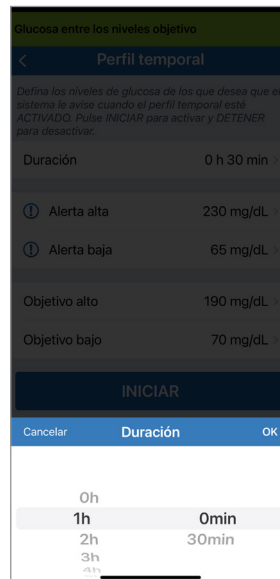 Glucosa entre los niveles objetivo
< Perfil temporal
Defina los niveles de glucosa de los que desea que el
sistema le avise cuando el perfil temporal esté
ACTIVADO. Pulse INICIAR para activar y DETENER
para desactivar.
Duración 0 h 30 min >
Alerta alta 230 mg/dL >
Alerta baja 65 mg/dL >
Objetivo alto 190 mg/dL >
Objetivo bajo 70 mg/dL >
INICIAR
Cancelar Duración OK
0h
1h 0min
2h 30min
3h
4h